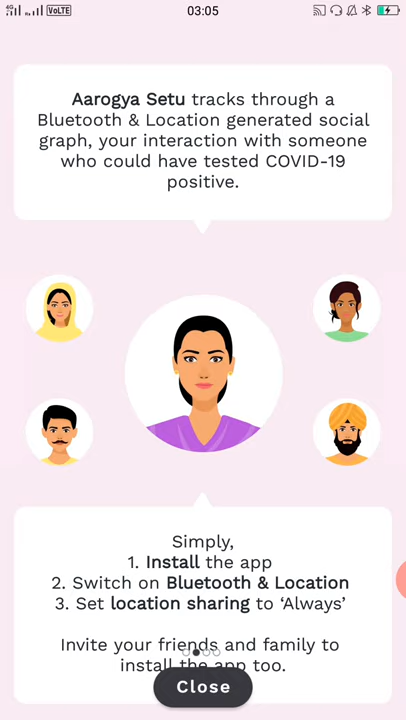 4G VoLTE 03:05
Aarogya Setu tracks through a
Bluetooth & Location generated social
graph, your interaction with someone
who could have tested COVID-19
positive.
Simply,
1. Install the app
2. Switch on Bluetooth & Location
3. Set location sharing to ‘Always’
Invite your friends and family to
install the app too.
Close